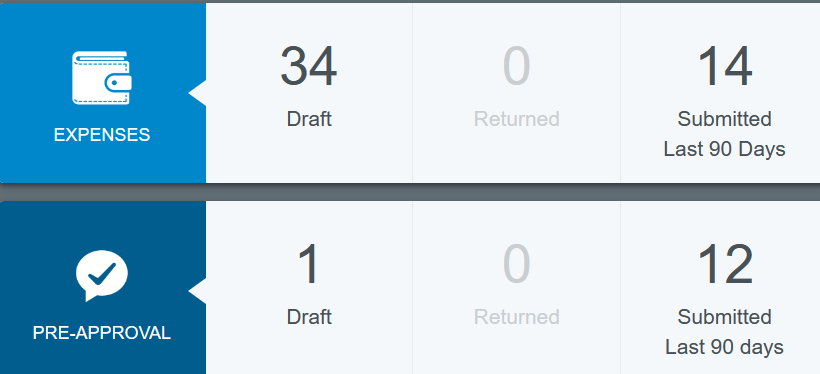 34
0
14
Draft
Returned
Submitted
EXPENSES
Last 90 Days
1
0
12
Draft
Returned
Submitted
PRE-APPROVAL
Last 90 days